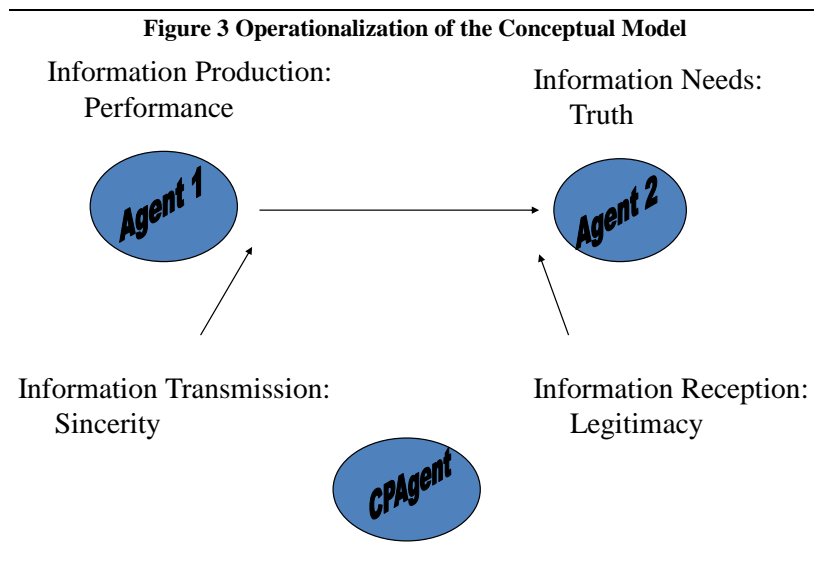 Figure 3 Operationalization of the Conceptual Model
Information Production:
Performance
Information Needs:
Truth
Agent 1
Agent 2
Information Transmission:
Sincerity
Information Reception:
Legitimacy
CPAgent